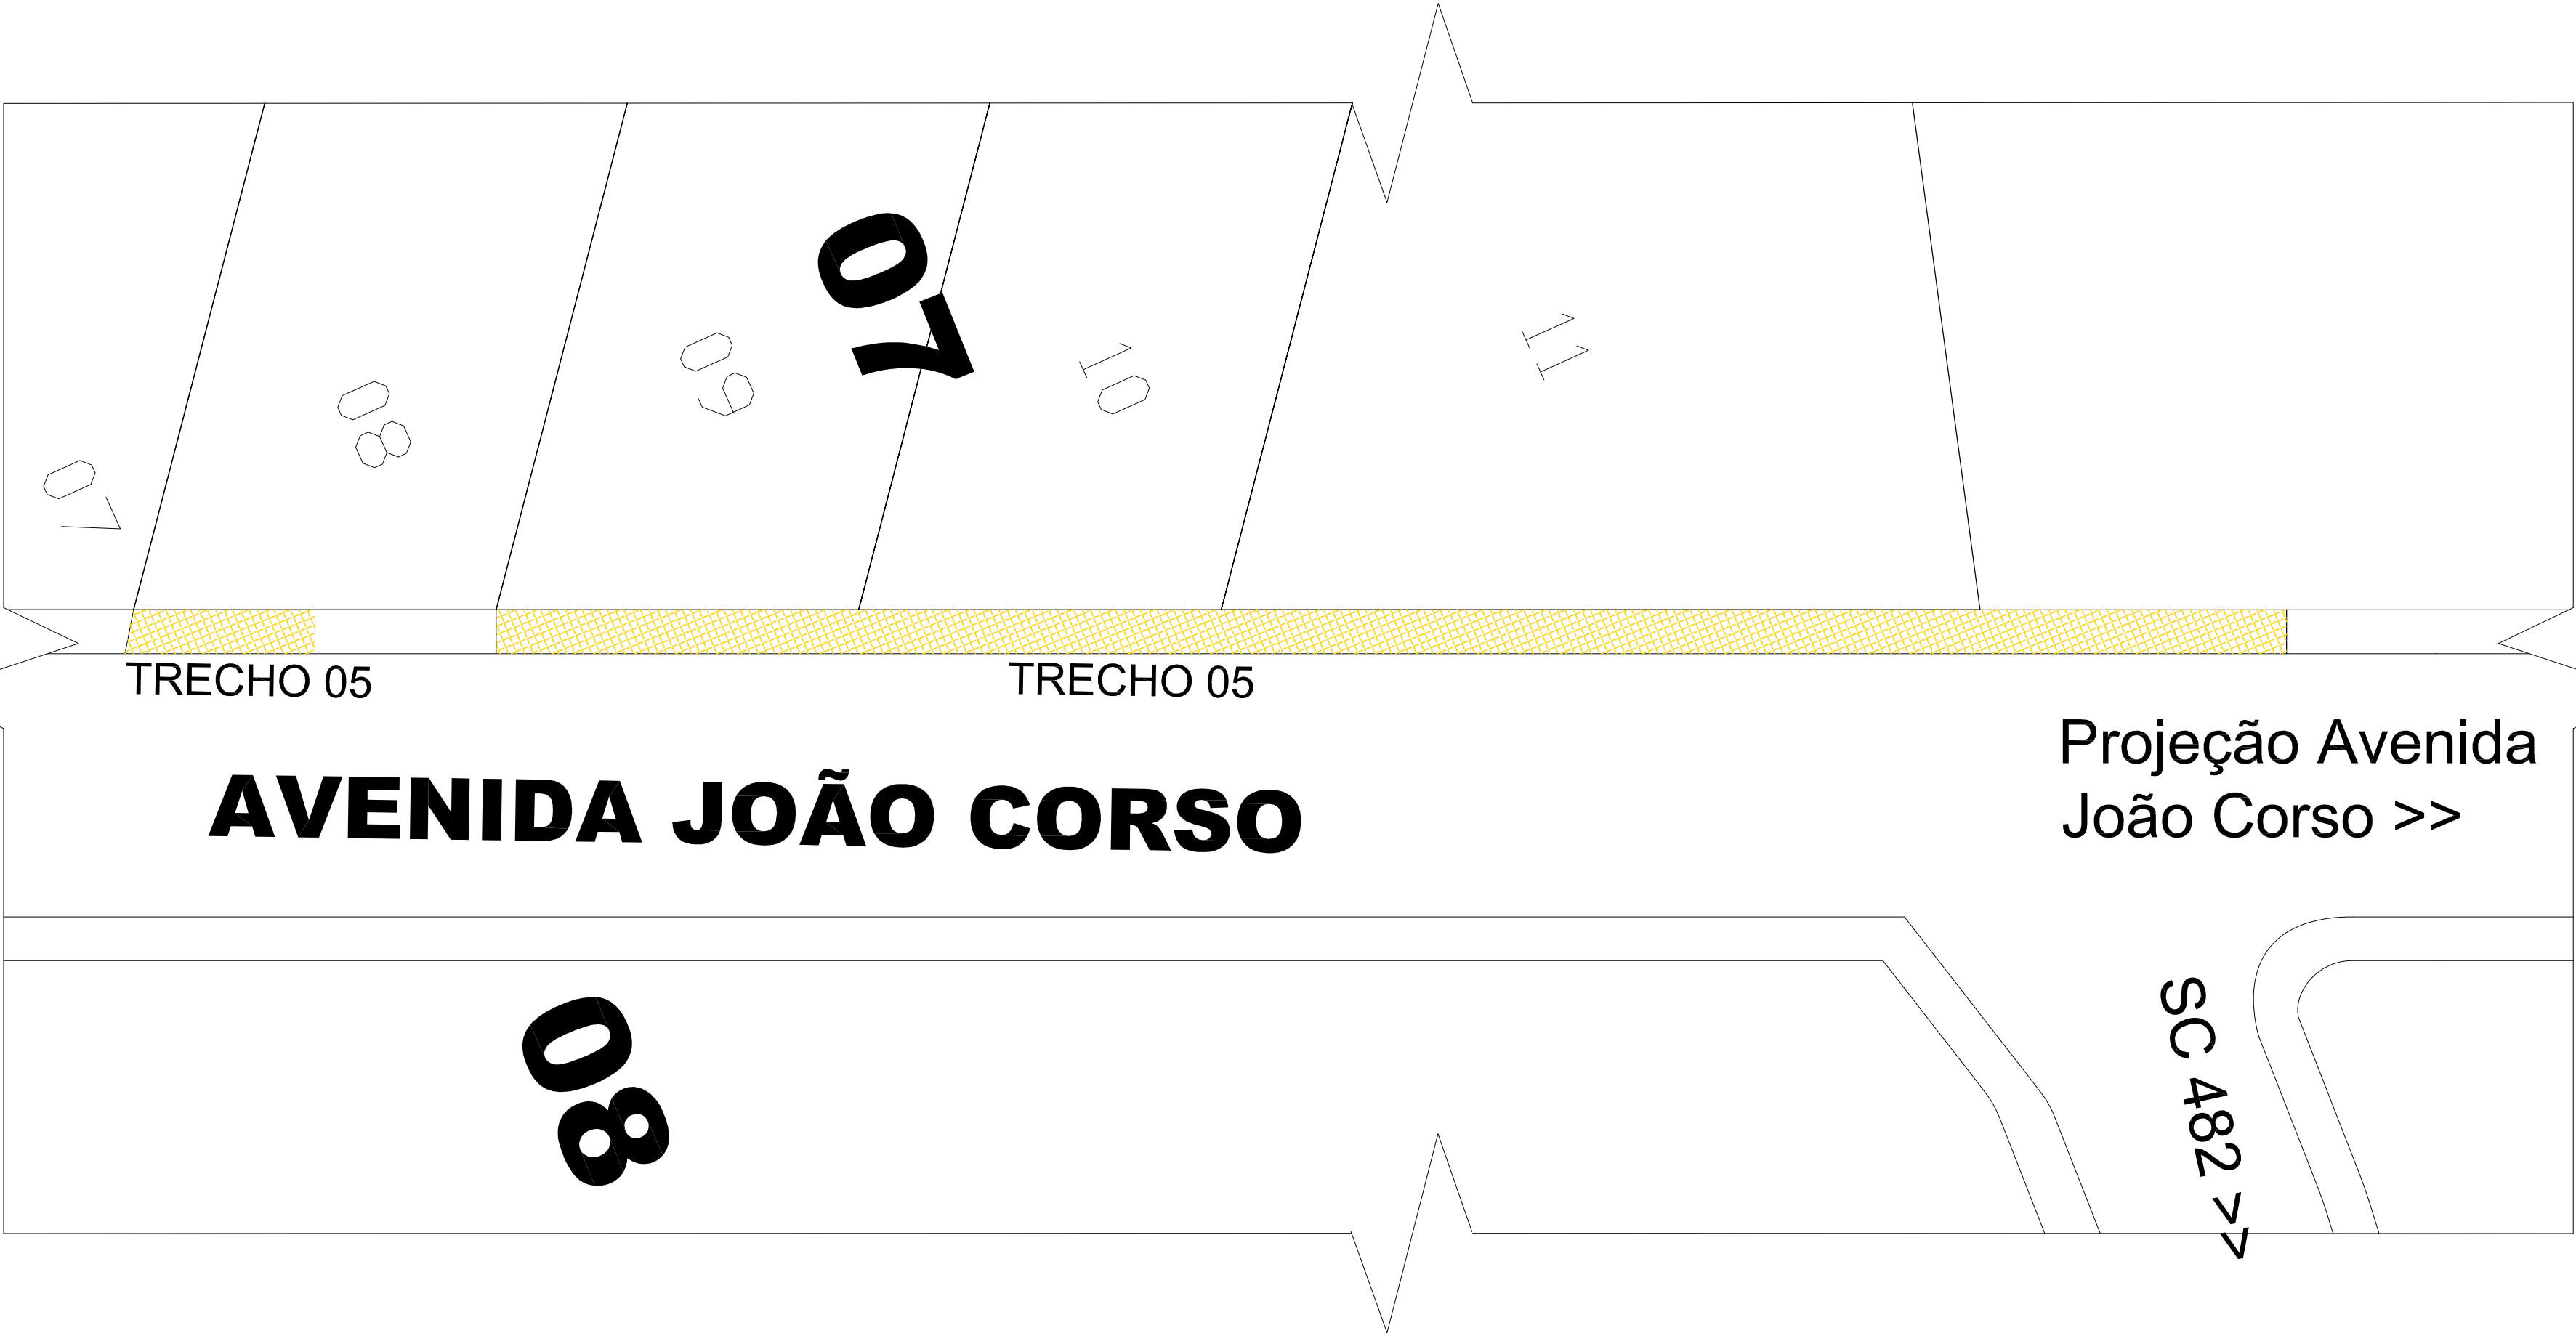 07
08
09
07
10
11
TRECHO 05
TRECHO 05
AVENIDA JOÃO CORSO
Projeção Avenida
João Corso >>
08
SC 482 >>